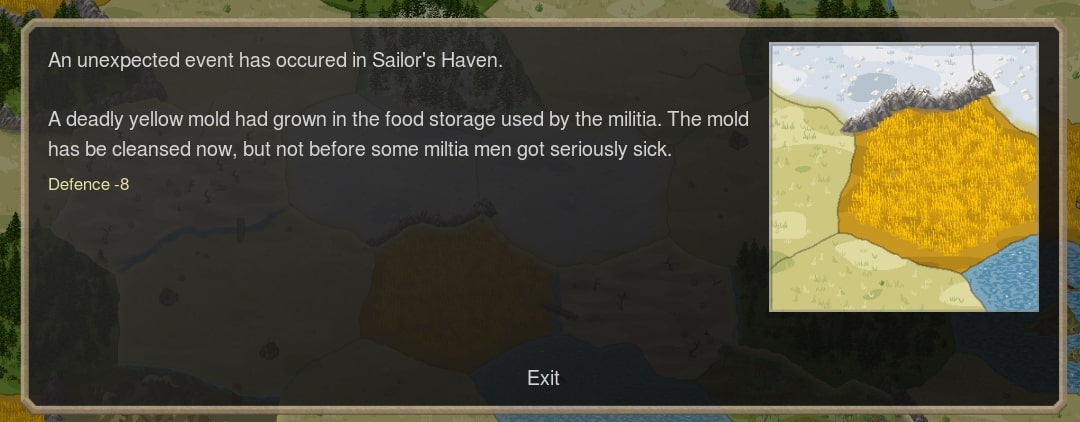 An unexpected event has occured in Sailor's Haven.
A deadly yellow mold had grown in the food storage used by the militia. The mold
has be cleansed now, but not before some miltia men got seriously sick.
Defence -8
Exit